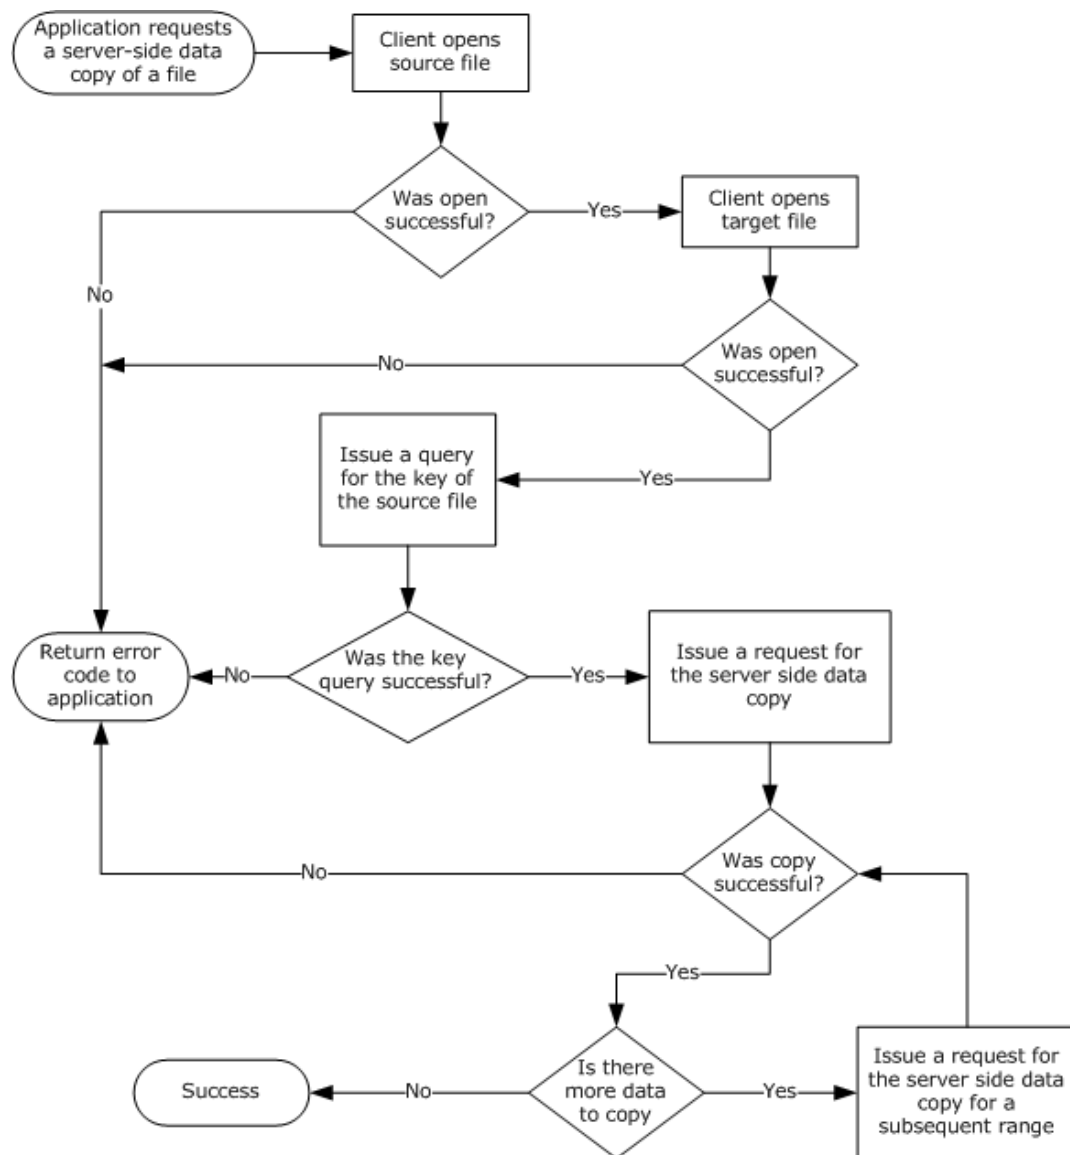 Application requests
a server-side data
copy of a file
Client opens
source file
Was open
successful?
Yes
Client opens
target file
No
Was open
successful?
No
Issue a query
for the key of
the source file
Yes
Return error
code to
application
No
Was the key
query successful?
Yes
Issue a request for
the server side data
copy
Was copy
successful?
No
Yes
Success
No
Is there
more data
to copy
Yes
Issue a request for
the server side data
copy for a
subsequent range